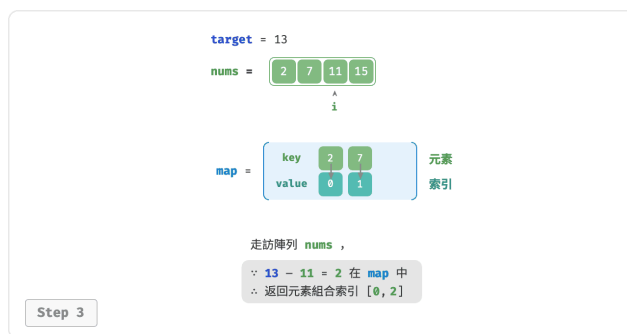 target = 13
nums = 2 7 11 15
^
i
key 2 7 元素
map =
value 0 1 索引
走訪陣列 nums ,
∵ 13 − 11 = 2 在 map 中
∴ 返回元素組合索引 [0, 2]
Step 3